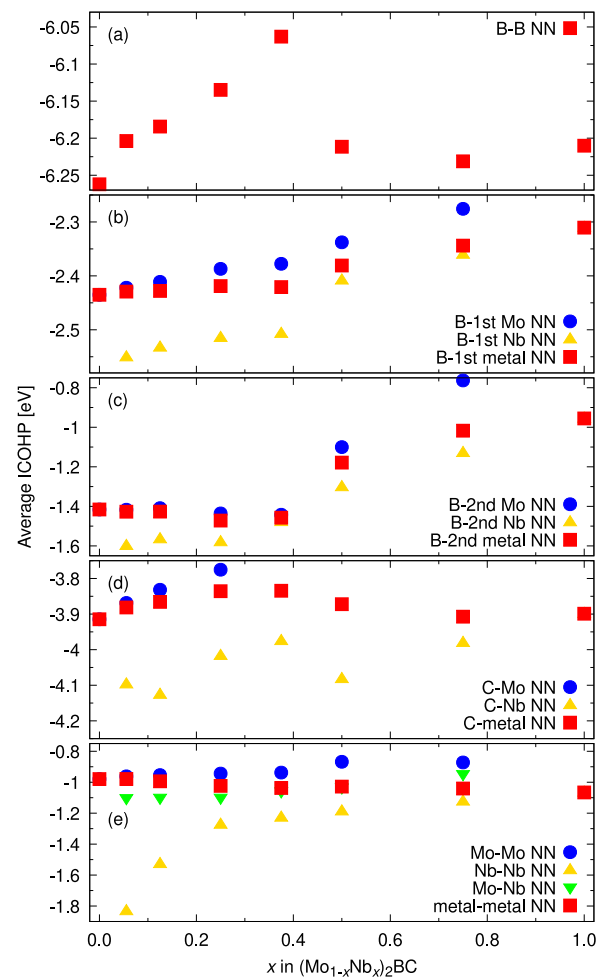 (a)
B-B NN
-6.05
-6.1
-6.15
-6.2
-6.25
(b)
-2.3
-2.4
-2.5
B-1st Mo NN
B-1st Nb NN
B-1st metal NN
Average ICOHP [eV]
(c)
-0.8
-1
-1.2
-1.4
-1.6
B-2nd Mo NN
B-2nd Nb NN
B-2nd metal NN
(d)
-3.8
-3.9
-4
-4.1
-4.2
C-Mo NN
C-Nb NN
C-metal NN
(e)
-0.8
-1
-1.2
-1.4
-1.6
-1.8
Mo-Mo NN
Nb-Nb NN
Mo-Nb NN
metal-metal NN
0.0 0.2 0.4 0.6 0.8 1.0
x in (Mo1-xNbx)2BC